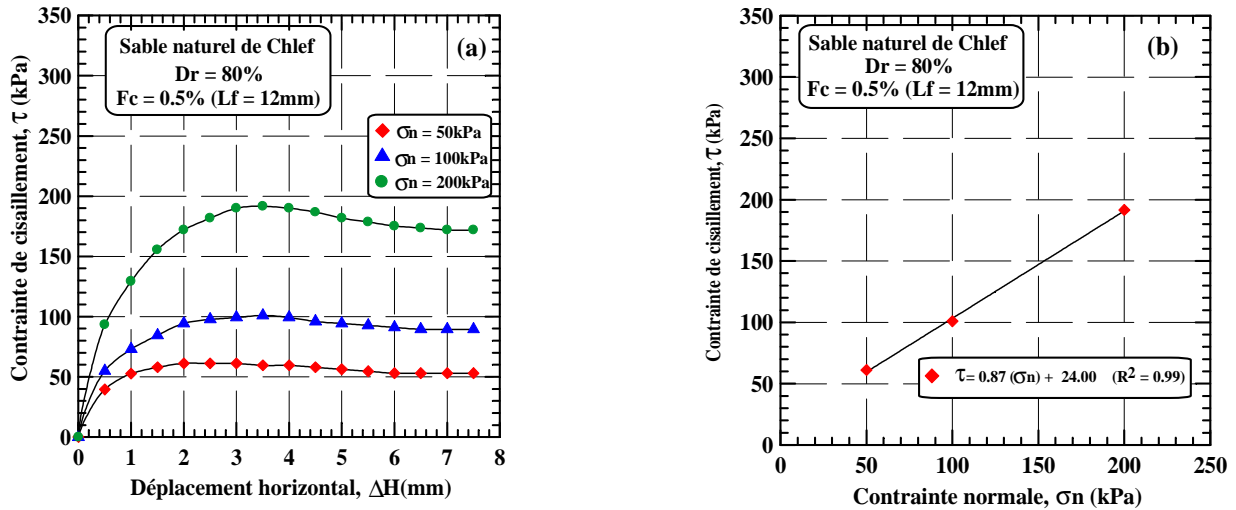 350
300
250
200
150
100
50
0
Contrainte de cisaillement, τ (kPa)
Sable naturel de Chlef
Dr = 80%
Fc = 0.5% (Lf = 12mm)
(a)
σn = 50kPa
σn = 100kPa
σn = 200kPa
0 1 2 3 4 5 6 7 8
Déplacement horizontal, ΔH(mm)
350
300
250
200
150
100
50
0
Contrainte de cisaillement, τ (kPa)
Sable naturel de Chlef
Dr = 80%
Fc = 0.5% (Lf = 12mm)
(b)
τ = 0.87 (σn) + 24.00 (R² = 0.99)
0 50 100 150 200 250
Contrainte normale, σn (kPa)